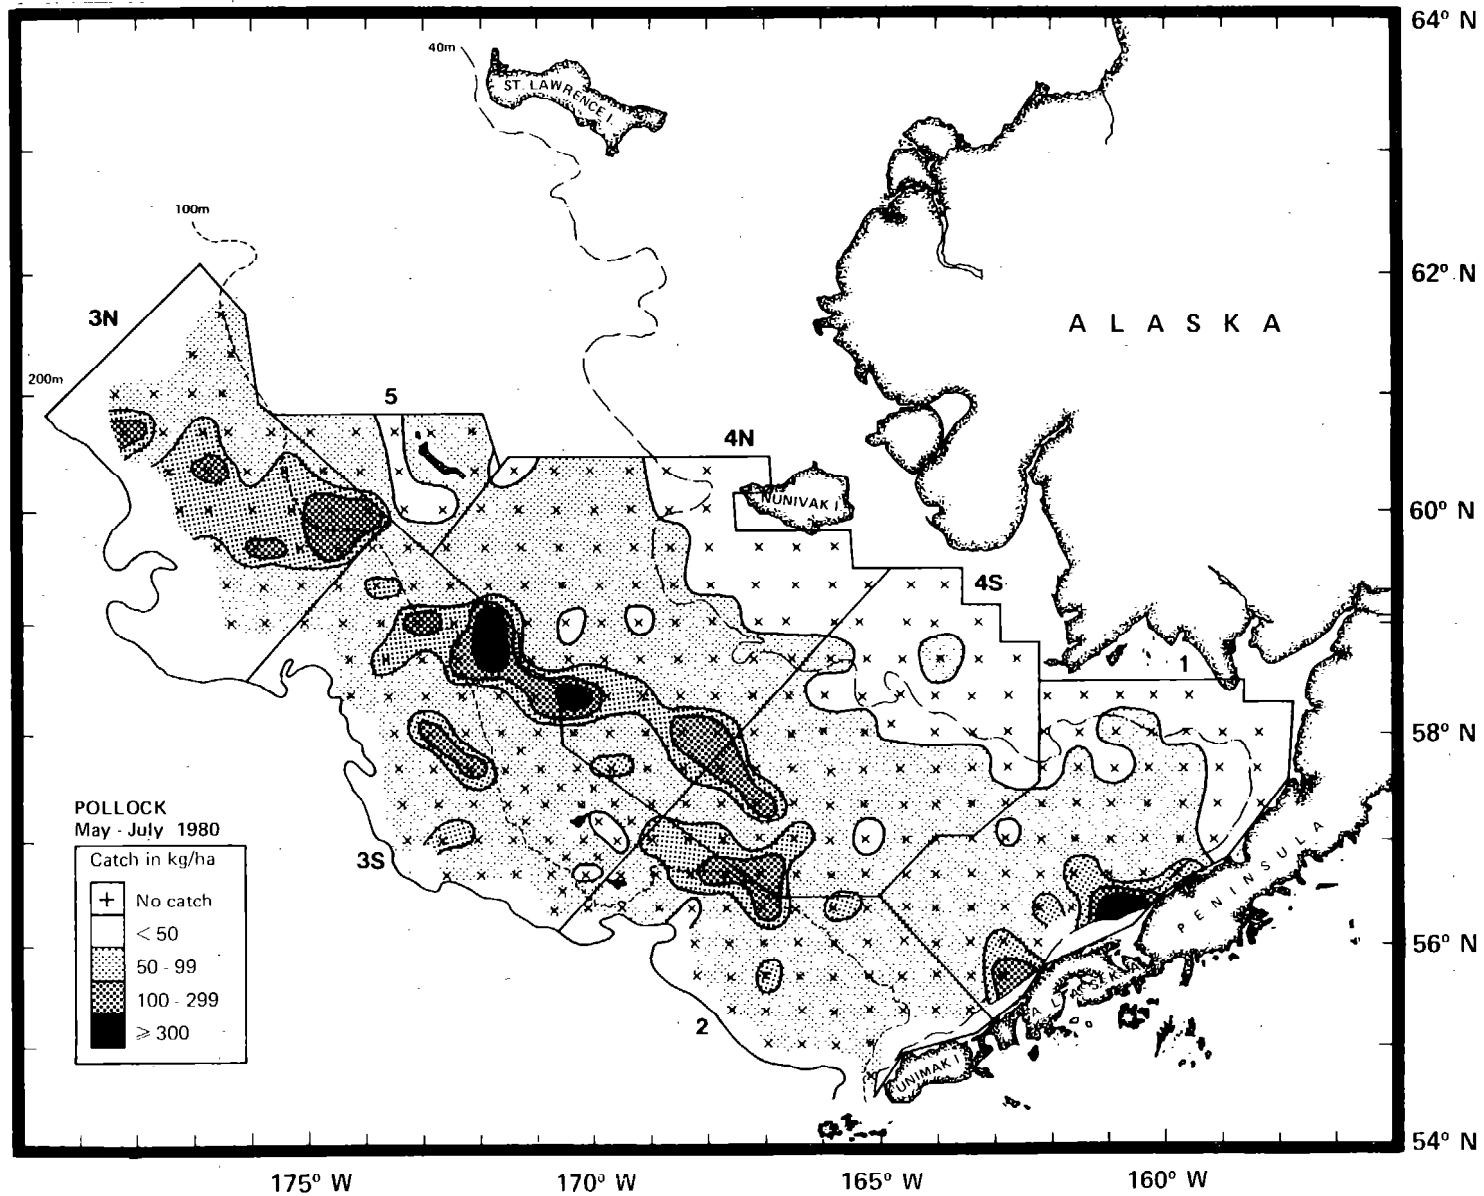 64° N
40m
ST. LAWRENCE I.
100m
62° N
3N
ALASKA
200m
5
4N
NUNIVAK I.
60° N
4S
1
58° N
POLLOCK
May - July 1980
Catch in kg/ha
+ No catch
< 50
50 - 99
100 - 299
≥ 300
3S
PENINSULA
ALASKA
56° N
2
UNIMAK I.
54° N
175° W
170° W
165° W
160° W